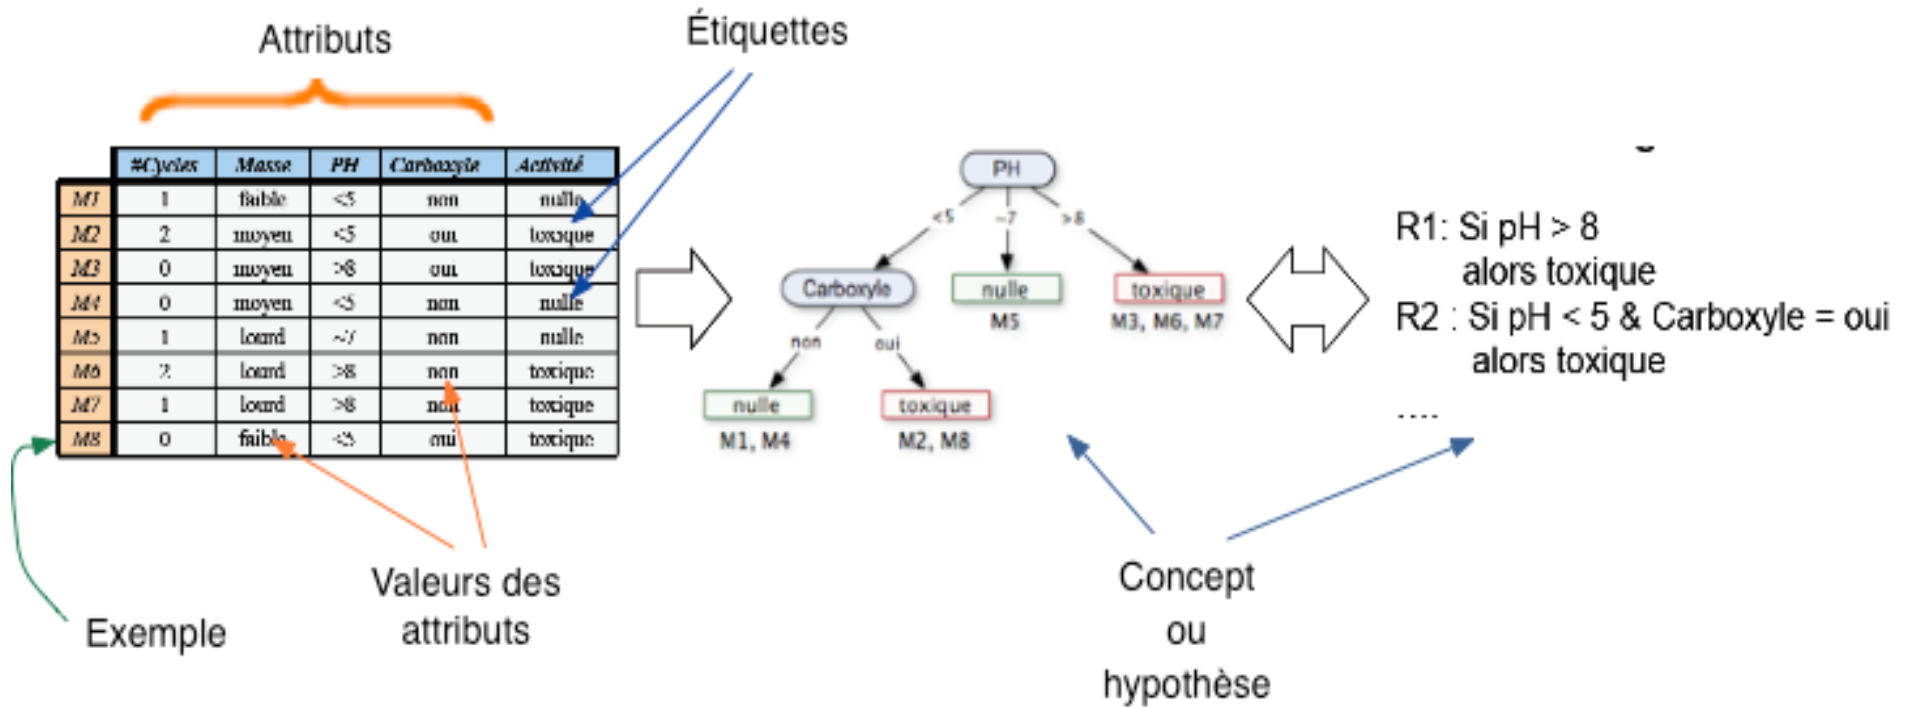 Attributs
Étiquettes
#Cycles Masse PH Carboxyle Activité
M1 1 faible <5 non nulle
M2 2 moyen <5 oui toxique
M3 0 moyen >8 oui toxique
M4 0 moyen <5 non nulle
M5 1 lourd ~7 non nulle
M6 2 lourd >8 non toxique
M7 1 lourd >8 non toxique
M8 0 faible <5 oui toxique
PH
<5 ~7 >8
Carboxyle nulle toxique
M5 M3, M6, M7
non oui
nulle toxique
M1, M4 M2, M8
R1: Si pH > 8
alors toxique
R2 : Si pH < 5 & Carboxyle = oui
alors toxique
....
Exemple
Valeurs des
attributs
Concept
ou
hypothèse